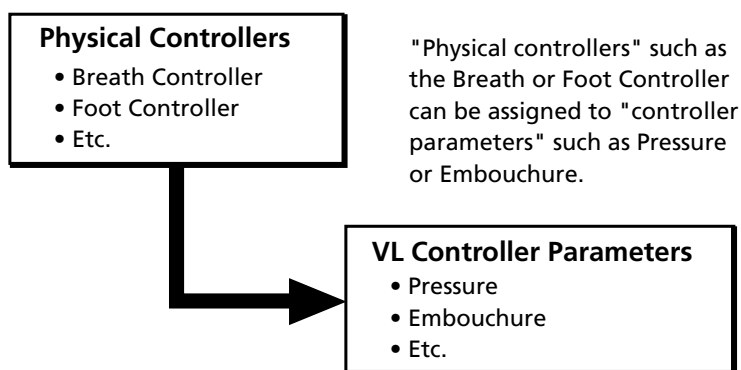 Physical Controllers
• Breath Controller
• Foot Controller
• Etc.
"Physical controllers" such as
the Breath or Foot Controller
can be assigned to "controller
parameters" such as Pressure
or Embouchure.
VL Controller Parameters
• Pressure
• Embouchure
• Etc.